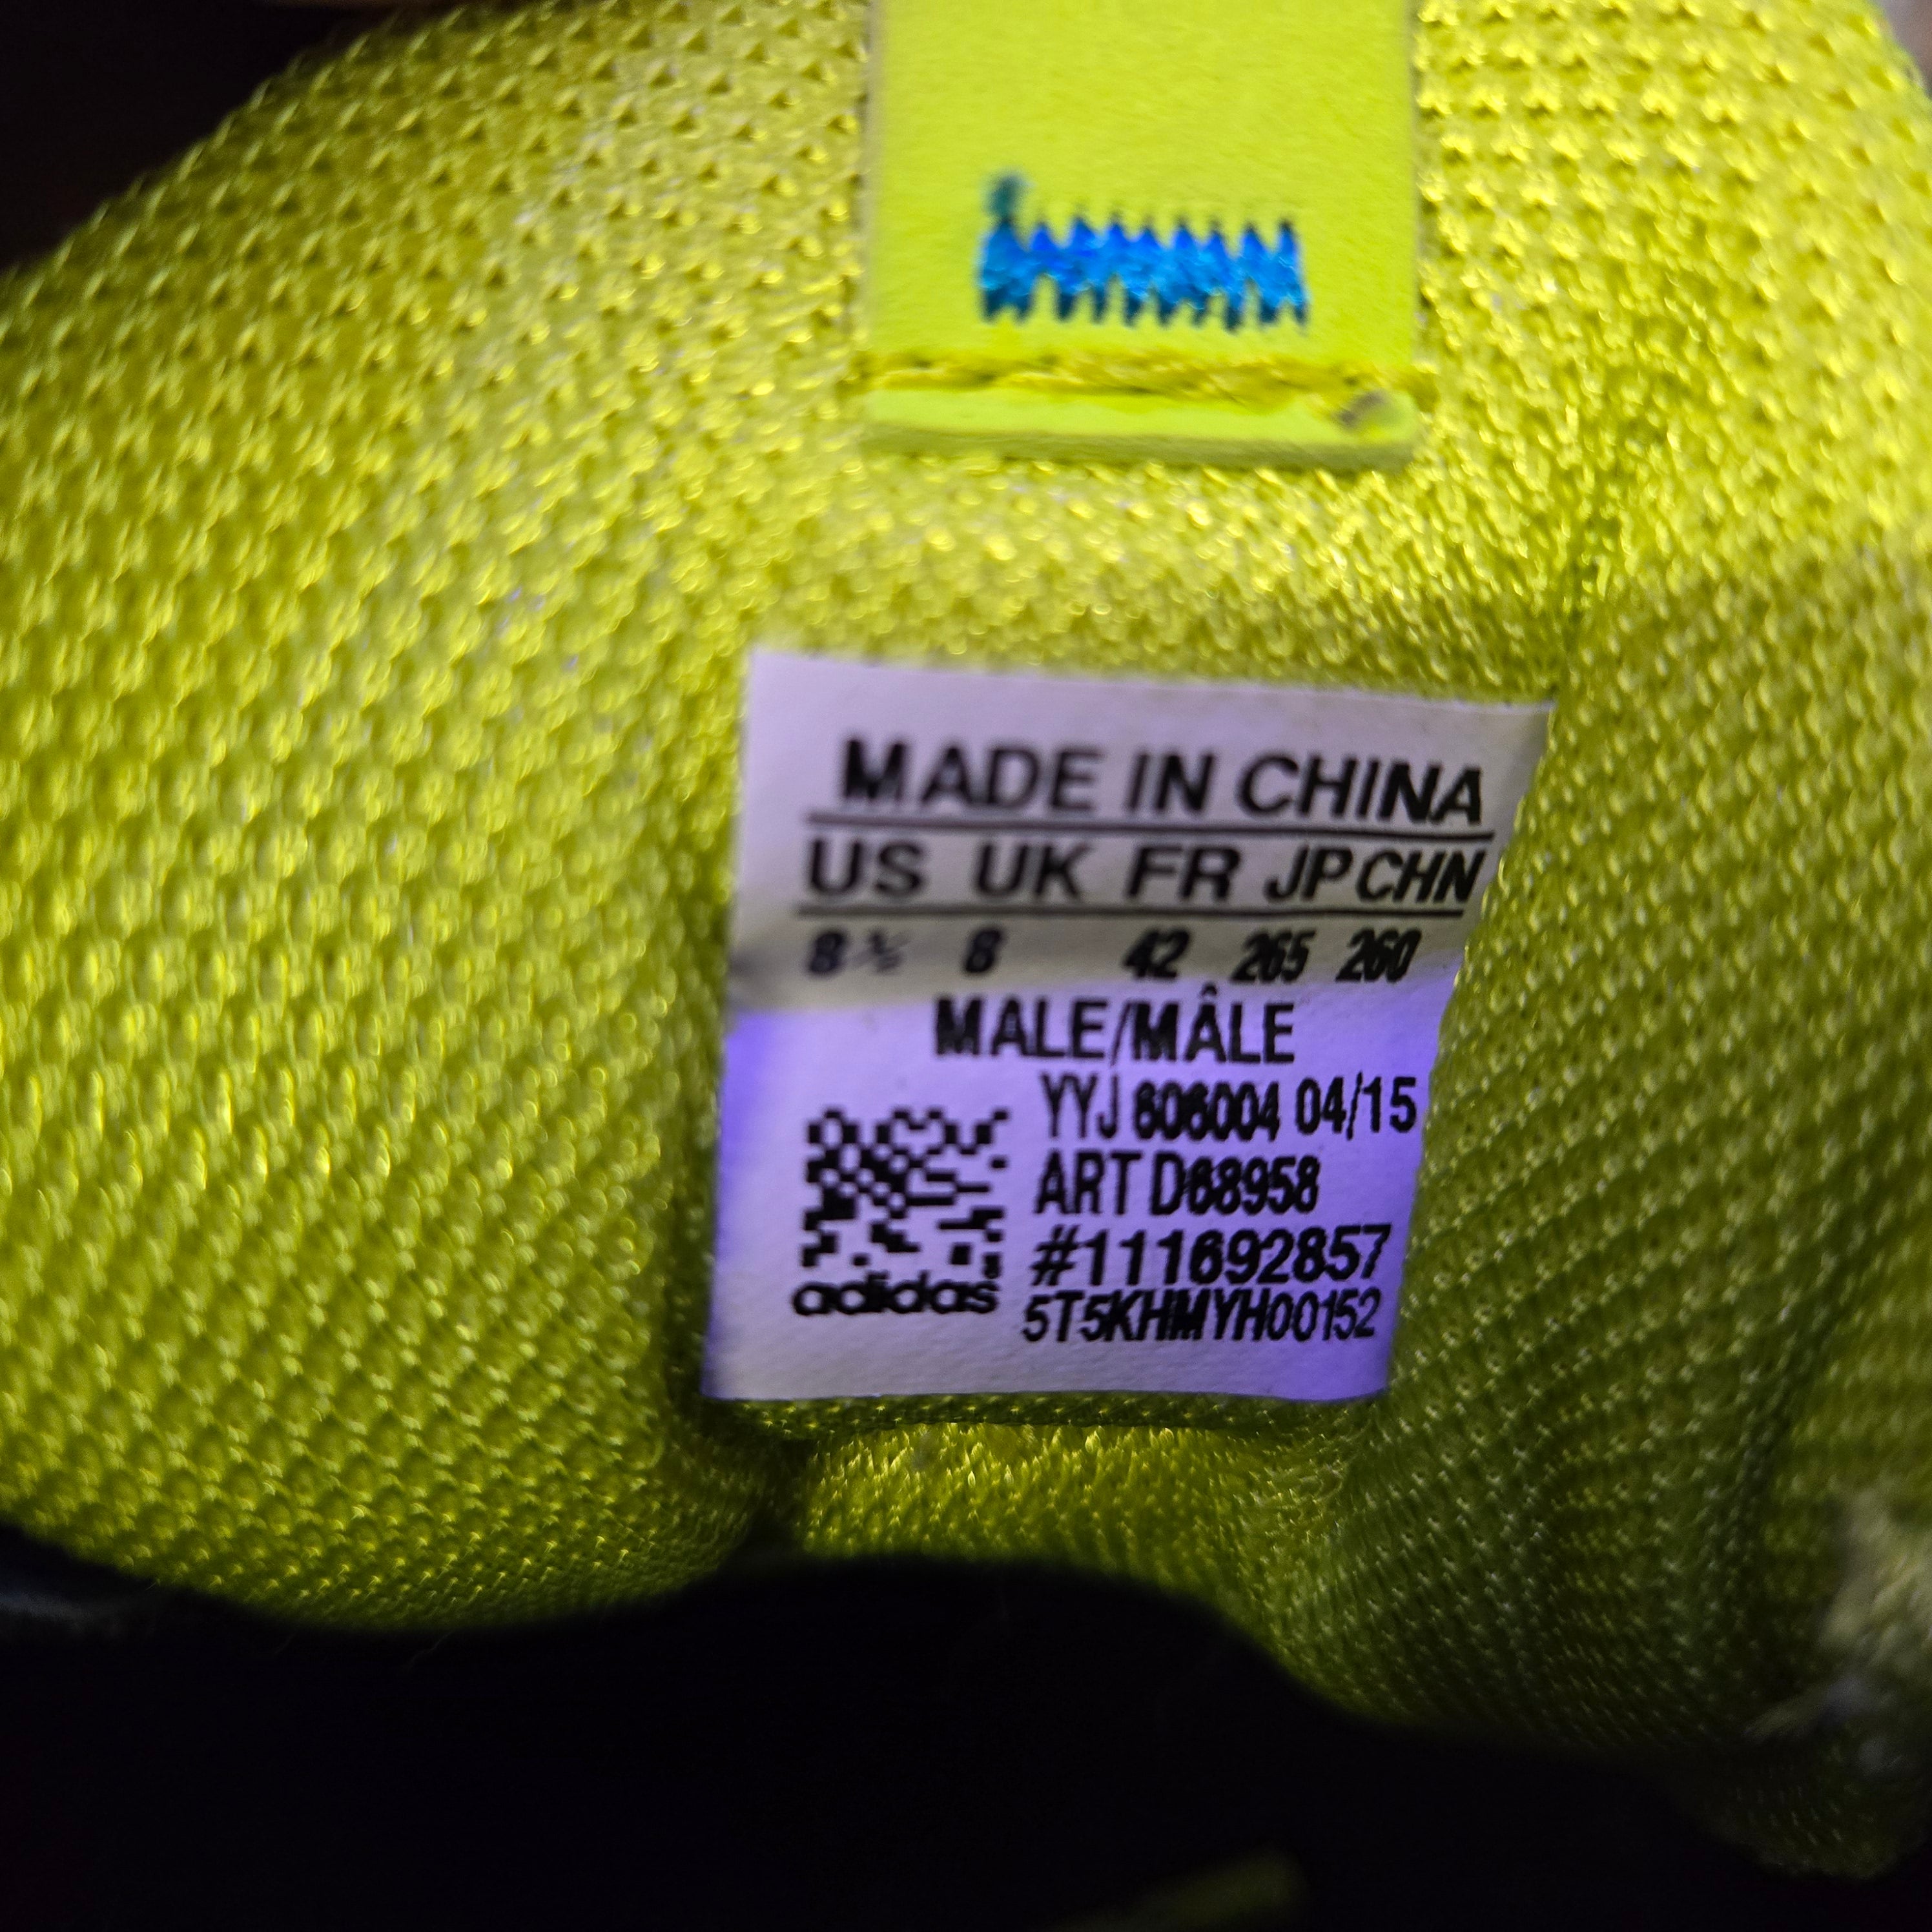 MADE IN CHINA
US UK FR JP CHN
8½ 8 42 265 260
MALE/MÂLE
YYJ 606004 04/15
ART D68958
#111692857
adidas
5T5KHMYH00152